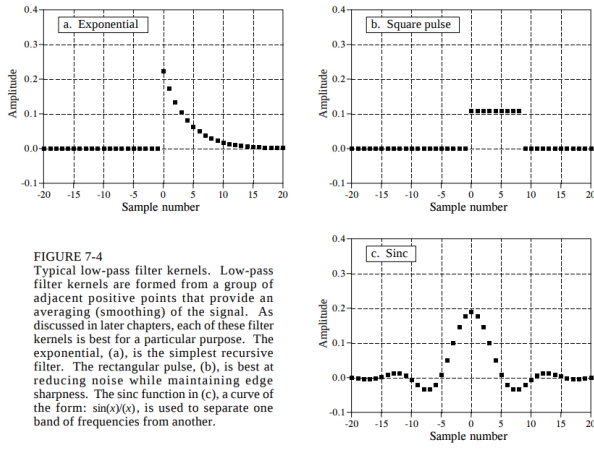 a. Exponential
0.4
0.3
0.2
0.1
0.0
-0.1
Amplitude
-20 -15 -10 -5 0 5 10 15 20
Sample number
b. Square pulse
0.4
0.3
0.2
0.1
0.0
-0.1
Amplitude
-20 -15 -10 -5 0 5 10 15 20
Sample number
FIGURE 7-4
Typical low-pass filter kernels. Low-pass
filter kernels are formed from a group of
adjacent positive points that provide an
averaging (smoothing) of the signal. As
discussed in later chapters, each of these filter
kernels is best for a particular purpose. The
exponential, (a), is the simplest recursive
filter. The rectangular pulse, (b), is best at
reducing noise while maintaining edge
sharpness. The sinc function in (c), a curve of
the form: sin(x)/(x), is used to separate one
band of frequencies from another.
c. Sinc
0.4
0.3
0.2
0.1
0.0
-0.1
Amplitude
-20 -15 -10 -5 0 5 10 15 20
Sample number